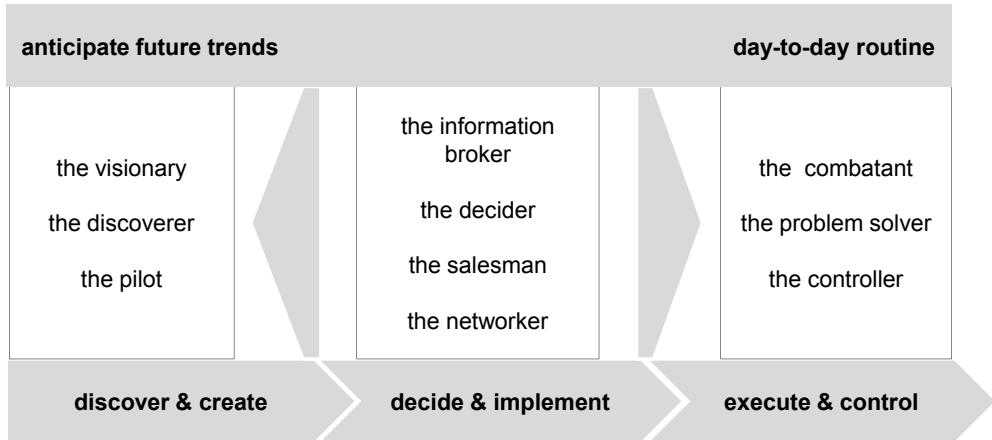 anticipate future trends
day-to-day routine
the visionary
the discoverer
the pilot
the information
broker
the decider
the salesman
the networker
the combatant
the problem solver
the controller
discover & create
decide & implement
execute & control